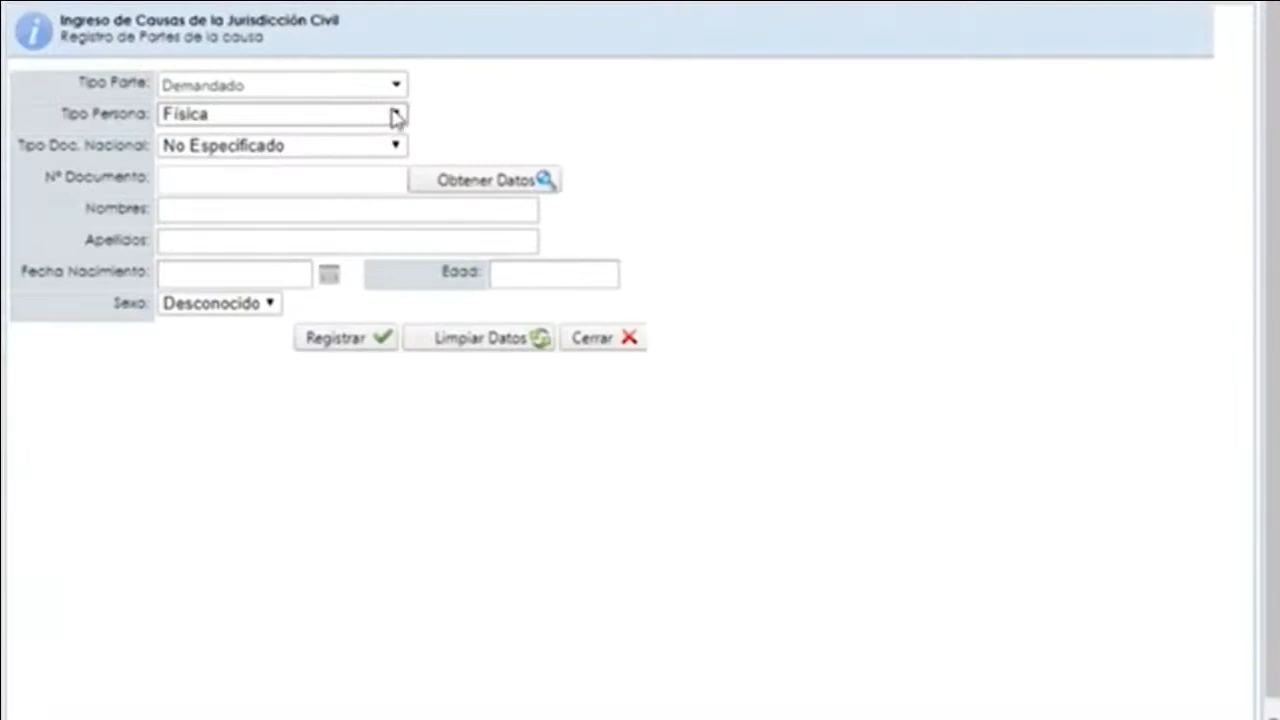 Ingreso de Causas de la Jurisdicción Civil
Registro de Partes de la causa
Tipo Parte: Demandado
Tipo Persona: Física
Tipo Doc. Nacional: No Especificado
Nº Documento: Obtener Datos
Nombres:
Apellidos:
Fecha Nacimiento: Edad:
Sexo: Desconocido
Registrar Limpiar Datos Cerrar